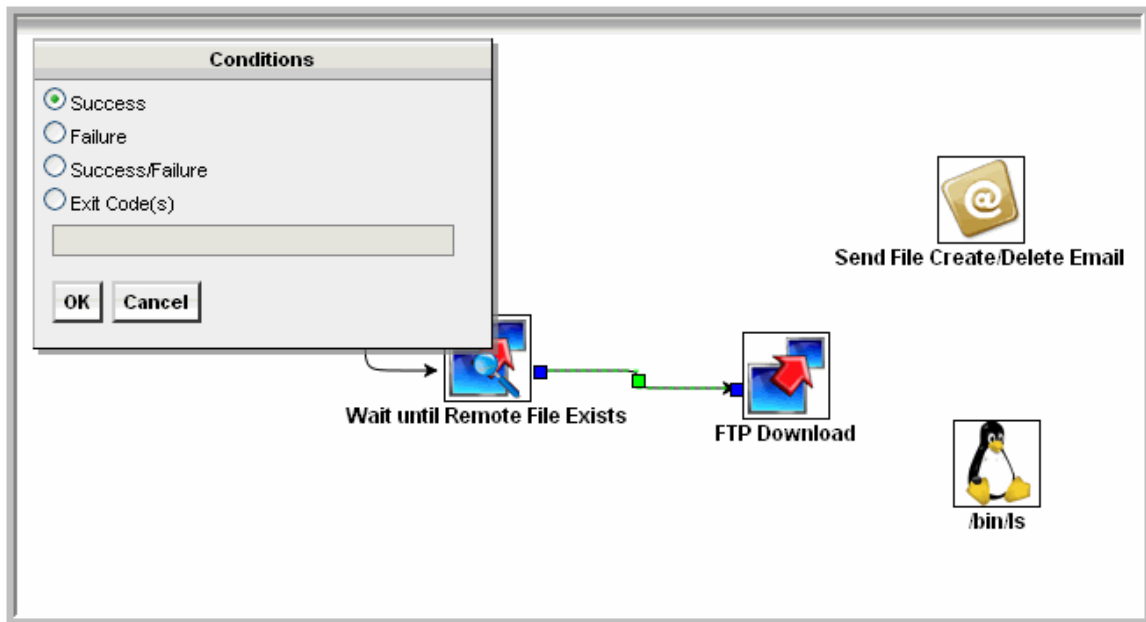 Conditions
Success
Failure
Success/Failure
Exit Code(s)
OK Cancel
@
Send File Create/Delete Email
Wait until Remote File Exists
FTP Download
/bin/ls